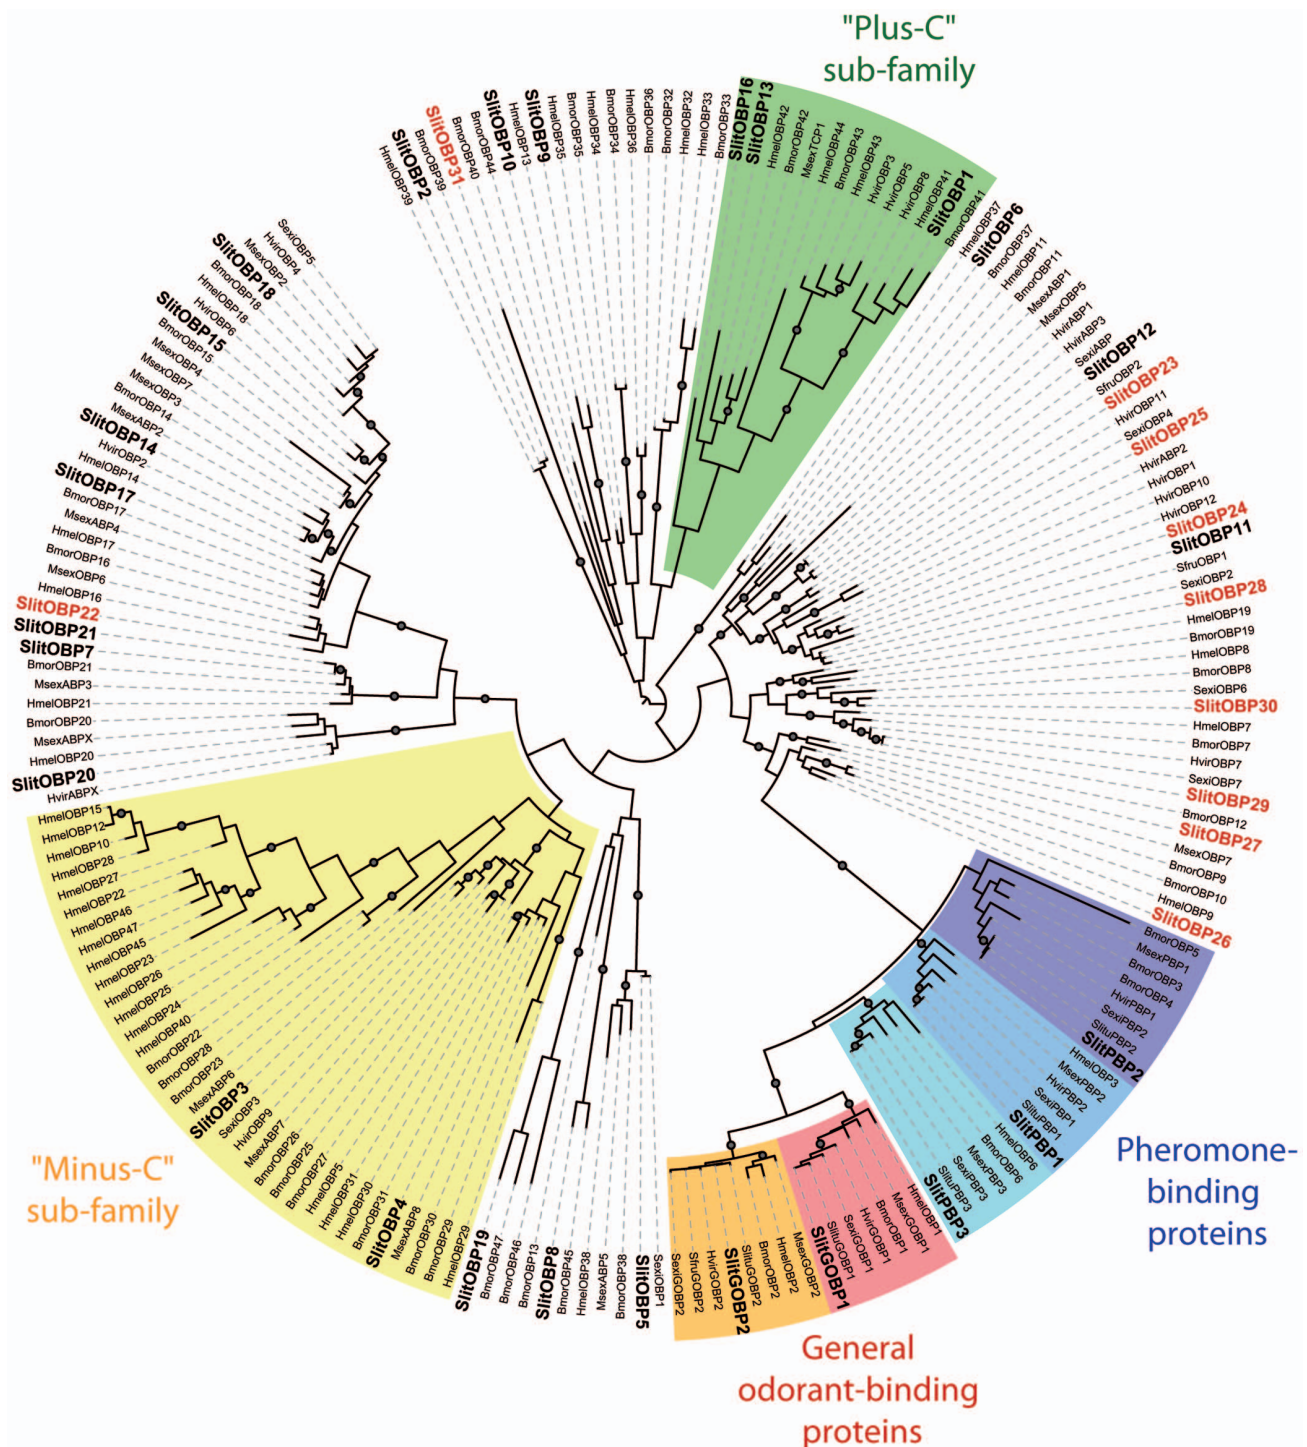 "Plus-C"
sub-family
HmelOBP39
SlitOBP2
BmorOBP39
SlitOBP31
BmorOBP40
BmorOBP44
SlitOBP10
HmelOBP13
SlitOBP9
HmelOBP35
BmorOBP35
HmelOBP34
BmorOBP34
HmelOBP36
BmorOBP36
BmorOBP32
HmelOBP32
HmelOBP33
BmorOBP33
SlitOBP16
SlitOBP13
HmelOBP42
BmorOBP42
MsexTCP1
HmelOBP44
BmorOBP43
HmelOBP43
HvirOBP3
HvirOBP5
HvirOBP8
HmelOBP41
SlitOBP1
BmorOBP41
HmelOBP37
SlitOBP6
BmorOBP37
HmelOBP11
BmorOBP11
MsexABP1
MsexOBP5
HvirABP1
HvirABP3
SexiABP
SlitOBP12
SfruOBP2
SlitOBP23
HvirOBP11
SexiOBP4
SlitOBP25
HvirABP2
HvirOBP1
HvirOBP10
HvirOBP12
SlitOBP24
SlitOBP11
SfruOBP1
SexiOBP2
SlitOBP28
HmelOBP19
BmorOBP19
HmelOBP8
BmorOBP8
SexiOBP6
SlitOBP30
HmelOBP7
BmorOBP7
HvirOBP7
SexiOBP7
SlitOBP29
BmorOBP12
SlitOBP27
MsexOBP7
BmorOBP9
BmorOBP10
HmelOBP9
SlitOBP26
BmorOBP5
MsexPBP1
BmorOBP3
BmorOBP4
HvirPBP1
SexiPBP2
SlituPBP2
SlitPBP2
HmelOBP3
MsexPBP2
HvirPBP2
SexiPBP1
SlituPBP1
SlitPBP1
HmelOBP6
BmorOBP6
MsexPBP3
SexiPBP3
SlituPBP3
SlitPBP3
Pheromone-
binding
proteins
HmelOBP1
MsexGOBP1
BmorOBP1
HvirGOBP1
SexiGOBP1
SlituGOBP1
SlitGOBP1
MsexGOBP2
HmelOBP2
BmorOBP2
SlituGOBP2
SlitGOBP2
HvirGOBP2
SfruGOBP2
SexiGOBP2
General
odorant-binding
proteins
SexiOBP1
SlitOBP5
BmorOBP38
MsexABP5
HmelOBP38
BmorOBP45
SlitOBP8
BmorOBP13
BmorOBP46
BmorOBP47
SlitOBP19
HmelOBP29
BmorOBP29
BmorOBP30
MsexABP8
SlitOBP4
BmorOBP31
HmelOBP30
HmelOBP31
HmelOBP5
BmorOBP27
BmorOBP25
BmorOBP26
MsexABP7
HvirOBP9
SexiOBP3
SlitOBP3
MsexABP6
BmorOBP23
BmorOBP28
BmorOBP22
HmelOBP40
HmelOBP24
HmelOBP25
HmelOBP26
HmelOBP23
HmelOBP45
HmelOBP47
HmelOBP46
HmelOBP22
HmelOBP27
HmelOBP28
HmelOBP10
HmelOBP12
HmelOBP15
"Minus-C"
sub-family
HvirABPX
SlitOBP20
HmelOBP20
MsexABPX
BmorOBP20
HmelOBP21
MsexABP3
BmorOBP21
SlitOBP7
SlitOBP21
SlitOBP22
HmelOBP16
MsexOBP6
BmorOBP16
HmelOBP17
MsexABP4
BmorOBP17
SlitOBP17
HmelOBP14
HvirOBP2
SlitOBP14
MsexABP2
BmorOBP14
MsexOBP3
MsexOBP7
MsexOBP4
BmorOBP15
SlitOBP15
HvirOBP6
HmelOBP18
BmorOBP18
SlitOBP18
MsexOBP2
HvirOBP4
SexiOBP5